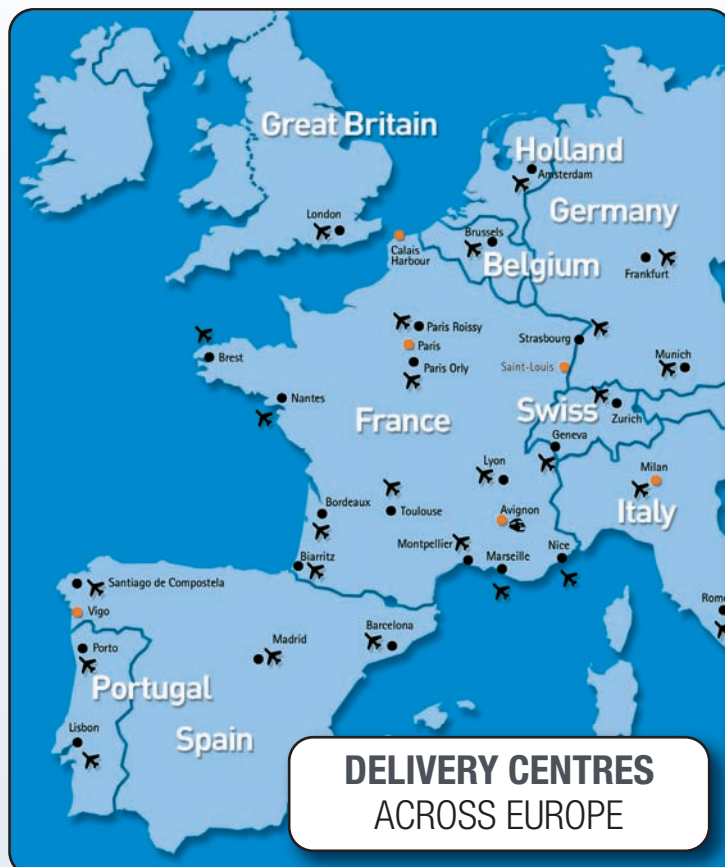 Great Britain
Holland
Amsterdam
Germany
London
Calais
Harbour
Brussels
Belgium
Frankfurt
Paris Roissy
Paris
Paris Orly
Strasbourg
Saint-Louis
Munich
Brest
Nantes
France
Swiss
Zurich
Geneva
Lyon
Milan
Italy
Bordeaux
Toulouse
Avignon
Montpellier
Marseille
Nice
Biarritz
Santiago de Compostela
Vigo
Rome
Porto
Madrid
Barcelona
Portugal
Lisbon
Spain
DELIVERY CENTRES
ACROSS EUROPE